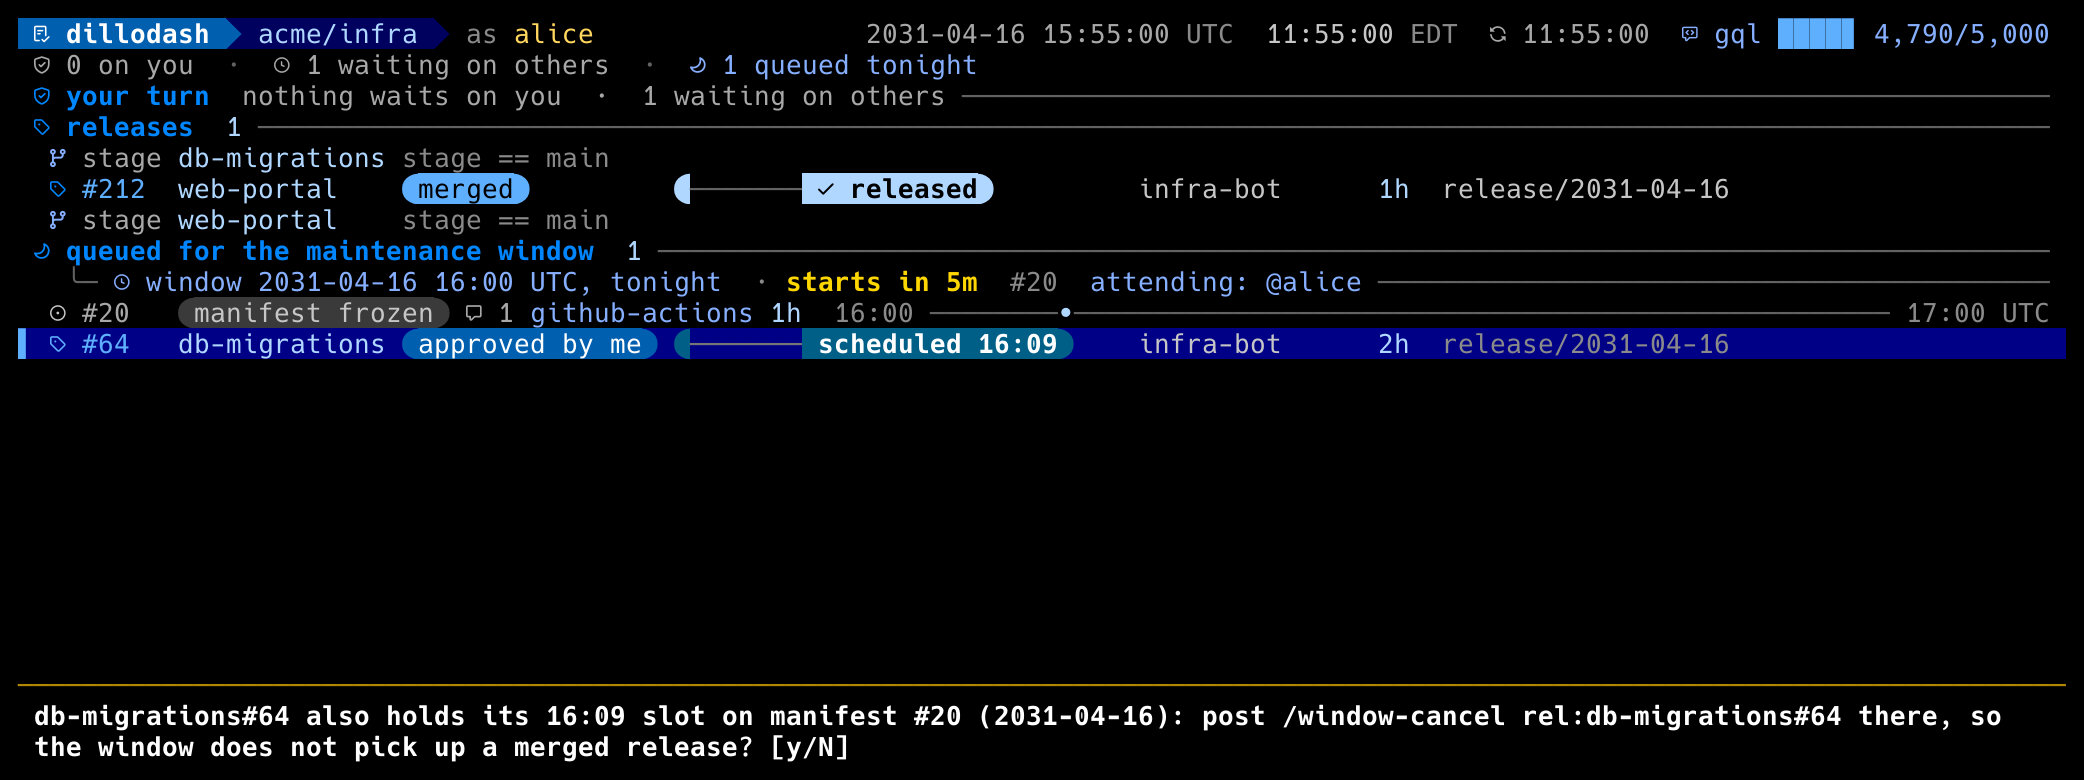 dillodash acme/infra as alice 2031-04-16 15:55:00 UTC 11:55:00 EDT 11:55:00 gql 4,790/5,000
0 on you · 1 waiting on others · 1 queued tonight
your turn nothing waits on you · 1 waiting on others
releases 1
stage db-migrations stage == main
#212 web-portal merged ✓ released infra-bot 1h release/2031-04-16
stage web-portal stage == main
queued for the maintenance window 1
window 2031-04-16 16:00 UTC, tonight · starts in 5m #20 attending: @alice
#20 manifest frozen 1 github-actions 1h 16:00 17:00 UTC
#64 db-migrations approved by me scheduled 16:09 infra-bot 2h release/2031-04-16
db-migrations#64 also holds its 16:09 slot on manifest #20 (2031-04-16): post /window-cancel rel:db-migrations#64 there, so
the window does not pick up a merged release? [y/N]